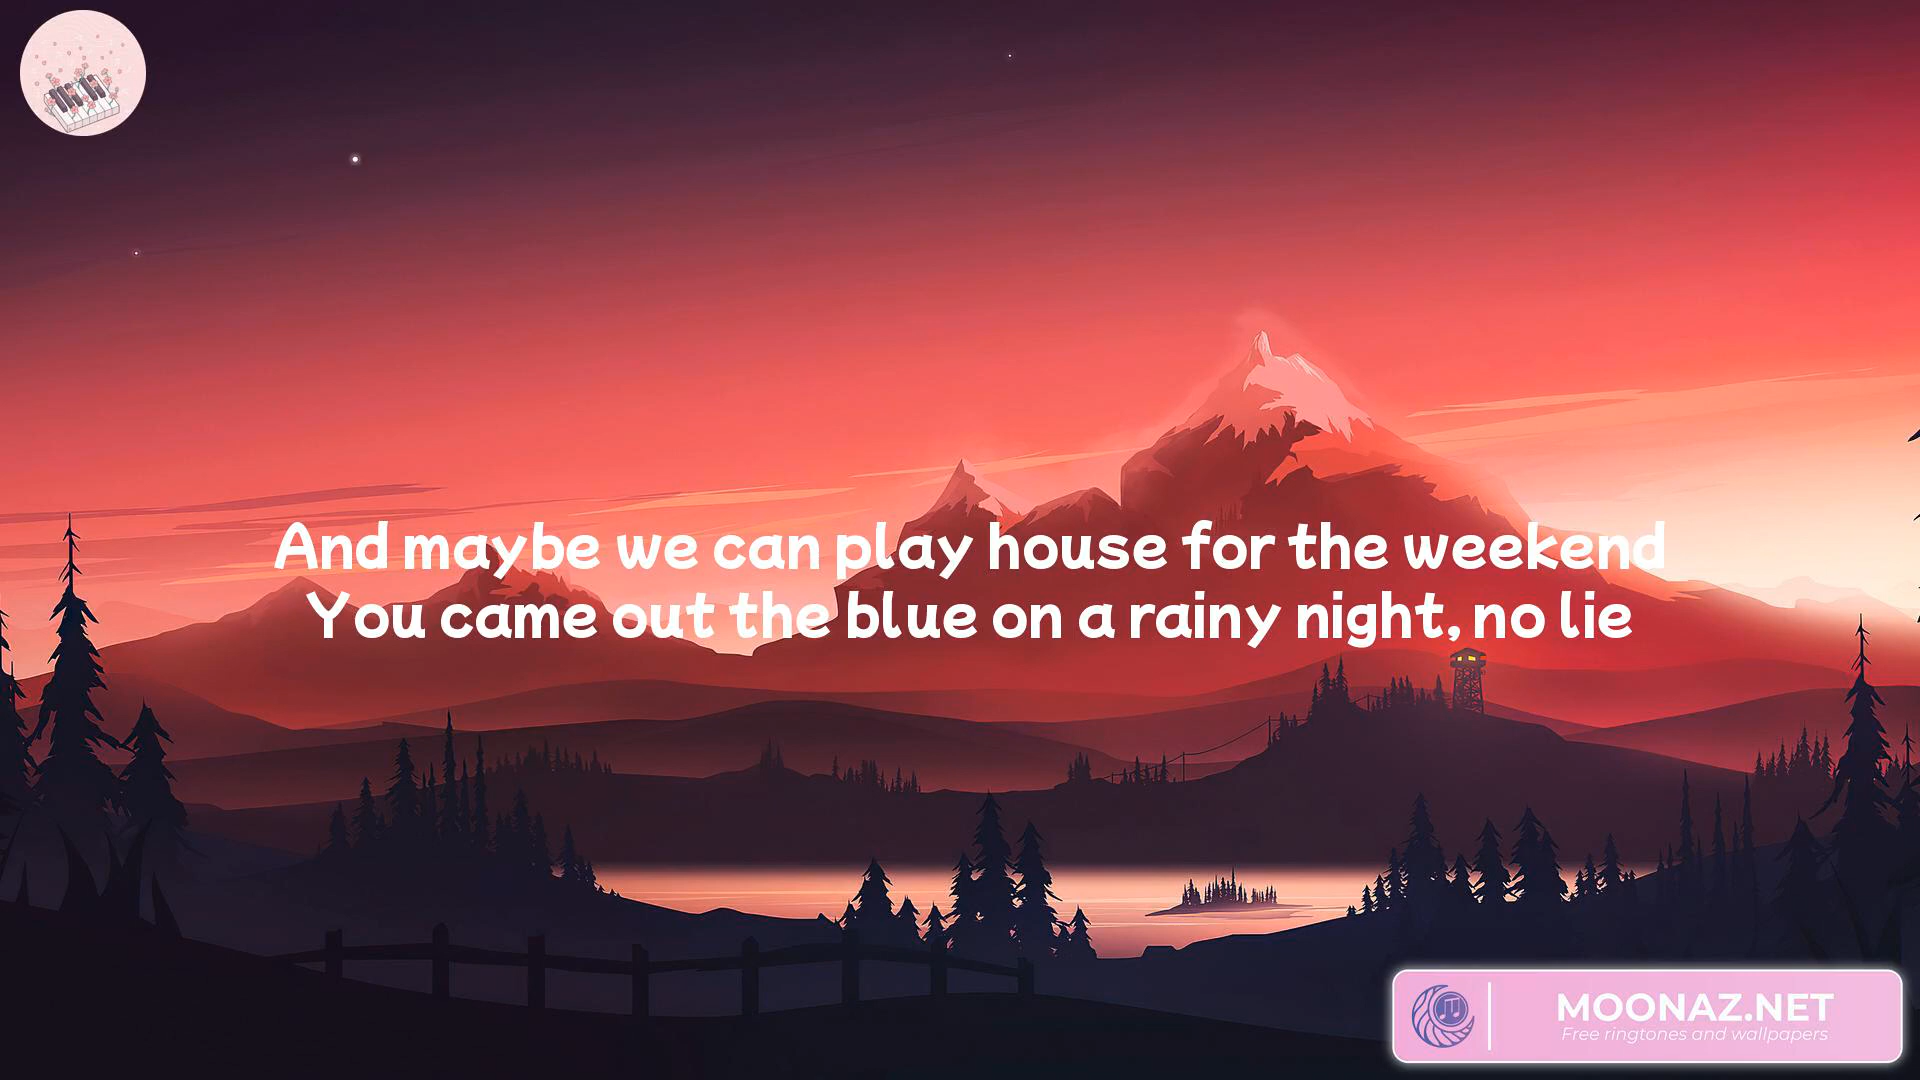 And maybe we can play house for the weekend
You came out the blue on a rainy night, no lie
MOONAZ.NET
Free ringtones and wallpapers